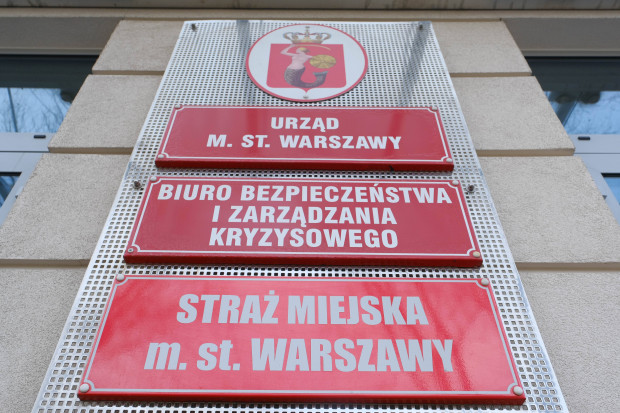 URZĄD
M. ST. WARSZAWY
BIURO BEZPIECZEŃSTWA
I ZARZĄDZANIA
KRYZYSOWEGO
STRAŻ MIEJSKA
m. st. WARSZAWY